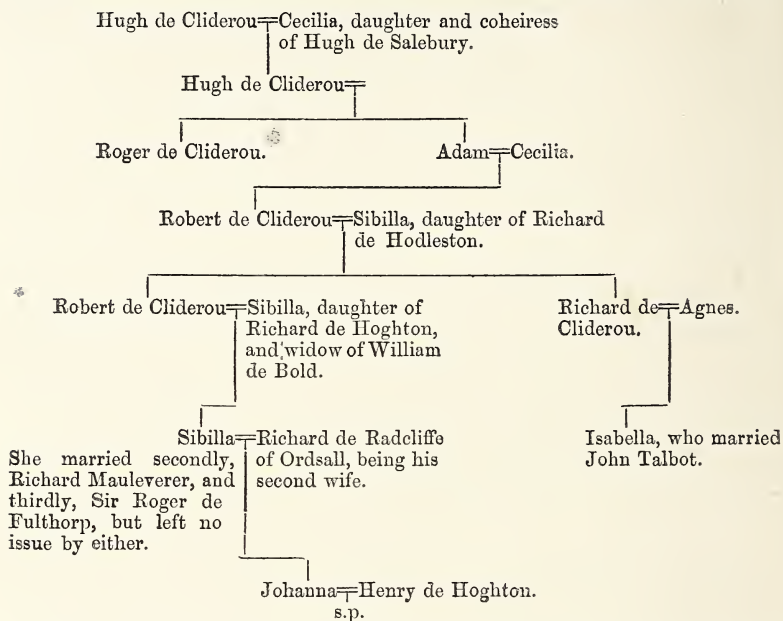 Hugh de Cliderou=Cecilia, daughter and coheiress
of Hugh de Salebury.
Hugh de Cliderou=
Roger de Cliderou. Adam=Cecilia.
Robert de Cliderou=Sibilla, daughter of Richard
de Hodleston.
Robert de Cliderou=Sibilla, daughter of
Richard de Hoghton,
and widow of William
de Bold.
Richard de=Agnes.
Cliderou.
Sibilla=Richard de Radcliffe
of Ordsall, being his
second wife.
She married secondly,
Richard Mauleverer, and
thirdly, Sir Roger de
Fulthorp, but left no
issue by either.
Isabella, who married
John Talbot.
Johanna=Henry de Hoghton.
s.p.